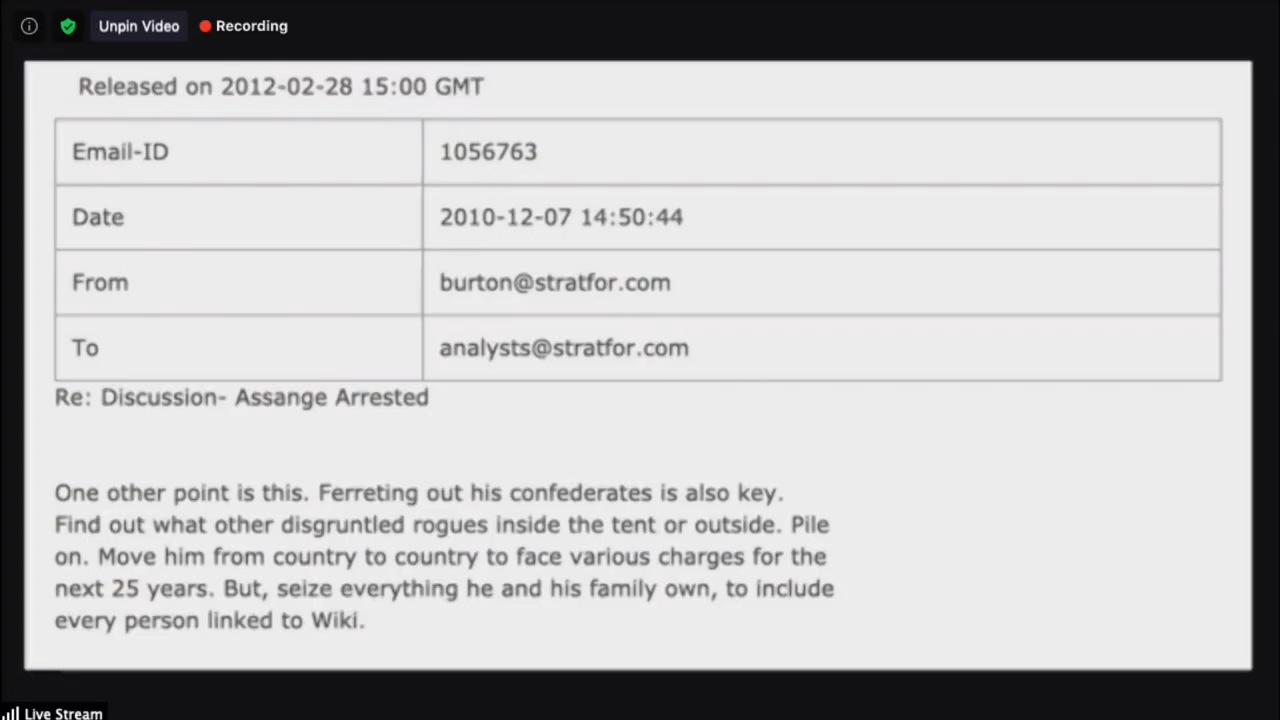 Unpin Video Recording
Released on 2012-02-28 15:00 GMT
Email-ID 1056763
Date 2010-12-07 14:50:44
From burton@stratfor.com
To analysts@stratfor.com
Re: Discussion- Assange Arrested
One other point is this. Ferreting out his confederates is also key.
Find out what other disgruntled rogues inside the tent or outside. Pile
on. Move him from country to country to face various charges for the
next 25 years. But, seize everything he and his family own, to include
every person linked to Wiki.
Live Stream